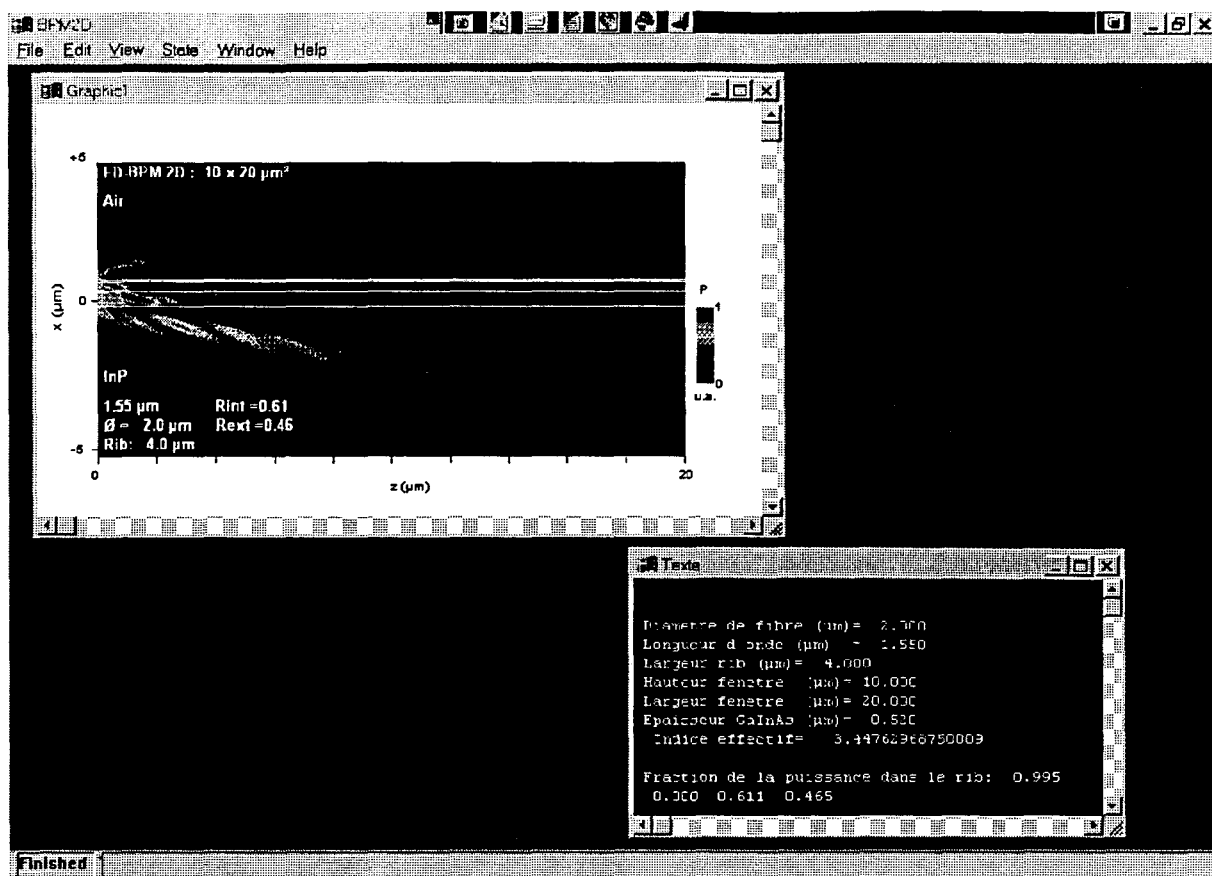 BPM2D
File Edit View State Window Help
Graphic1
+5
FD-BPM 2D : 10 x 20 µm²
Air
x (µm)
0
P
1
0
u.a.
InP
1.55 µm Rint =0.61
Ø = 2.0 µm Rext =0.46
Rib: 4.0 µm
-5
0 20
z (µm)
Texte
Diametre de fibre (µm)= 2.000
Longueur d onde (µm) = 1.550
Largeur rib (µm)= 4.000
Hauteur fenetre (µm)= 10.000
Largeur fenetre (µm)= 20.000
Epaisseur GaInAs (µm)=
Indice effectif= 3.44762966750009
Fraction de la puissance dans le rib: 0.995
0.000 0.611 0.465
Finished